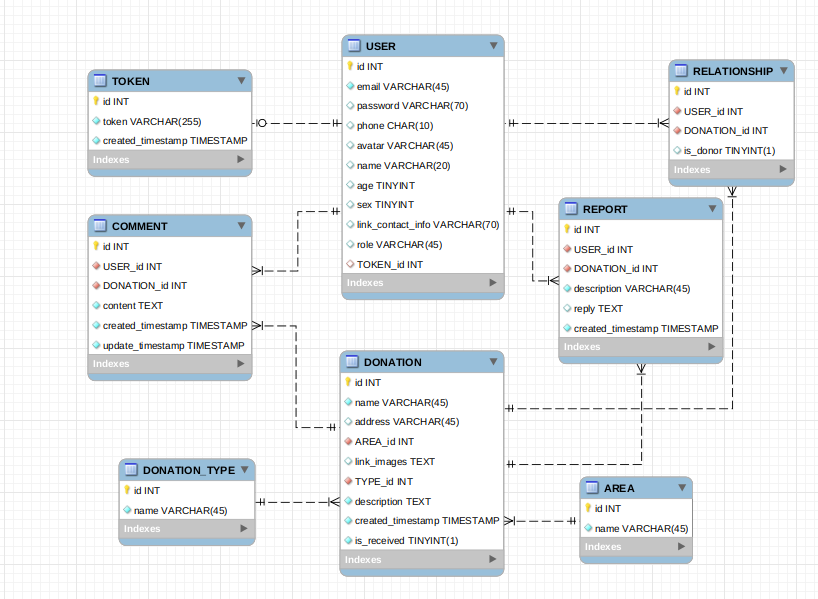 USER
id INT
email VARCHAR(45)
password VARCHAR(70)
phone CHAR(10)
avatar VARCHAR(45)
name VARCHAR(20)
age TINYINT
sex TINYINT
link_contact_info VARCHAR(70)
role VARCHAR(45)
TOKEN_id INT
Indexes
TOKEN
id INT
token VARCHAR(255)
created_timestamp TIMESTAMP
Indexes
RELATIONSHIP
id INT
USER_id INT
DONATION_id INT
is_donor TINYINT(1)
Indexes
COMMENT
id INT
USER_id INT
DONATION_id INT
content TEXT
created_timestamp TIMESTAMP
update_timestamp TIMESTAMP
Indexes
REPORT
id INT
USER_id INT
DONATION_id INT
description VARCHAR(45)
reply TEXT
created_timestamp TIMESTAMP
Indexes
DONATION
id INT
name VARCHAR(45)
address VARCHAR(45)
AREA_id INT
link_images TEXT
TYPE_id INT
description TEXT
created_timestamp TIMESTAMP
is_received TINYINT(1)
Indexes
DONATION_TYPE
id INT
name VARCHAR(45)
Indexes
AREA
id INT
name VARCHAR(45)
Indexes